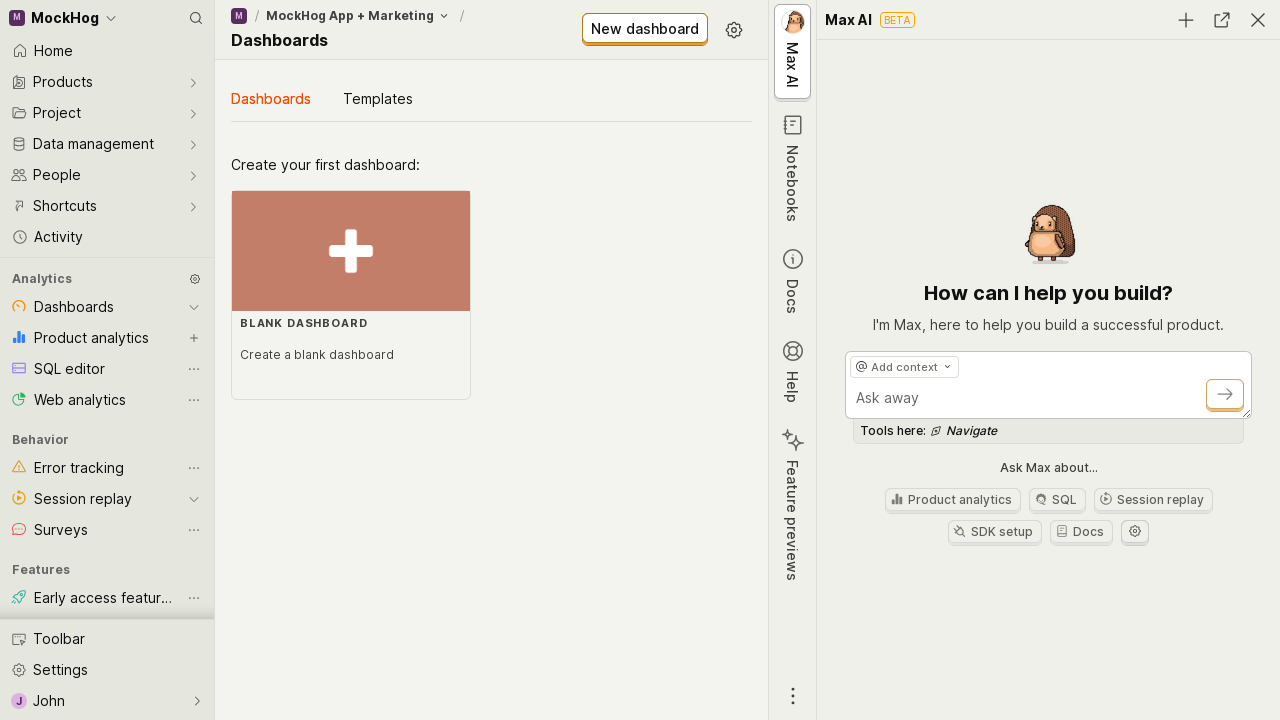 M MockHog
Home
Products
Project
Data management
People
Shortcuts
Activity
Analytics
Dashboards
Product analytics
SQL editor
Web analytics
Behavior
Error tracking
Session replay
Surveys
Features
Early access featur...
Toolbar
Settings
J John
M / MockHog App + Marketing /
Dashboards
New dashboard
Dashboards Templates
Create your first dashboard:
BLANK DASHBOARD
Create a blank dashboard
Max AI
Notebooks
Docs
Help
Feature previews
Max AI BETA
How can I help you build?
I'm Max, here to help you build a successful product.
@ Add context
Ask away
Tools here: Navigate
Ask Max about...
Product analytics SQL Session replay
SDK setup Docs